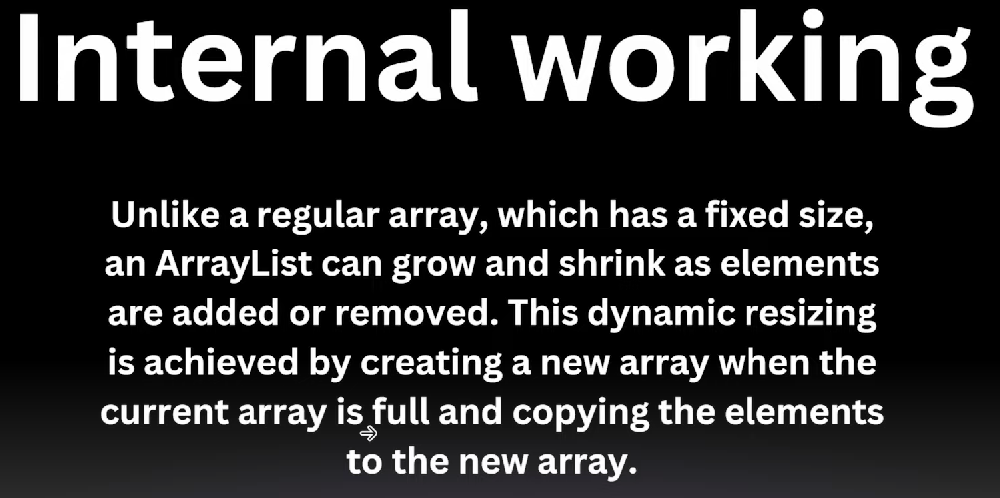 Internal working
Unlike a regular array, which has a fixed size,
an ArrayList can grow and shrink as elements
are added or removed. This dynamic resizing
is achieved by creating a new array when the
current array is full and copying the elements
to the new array.